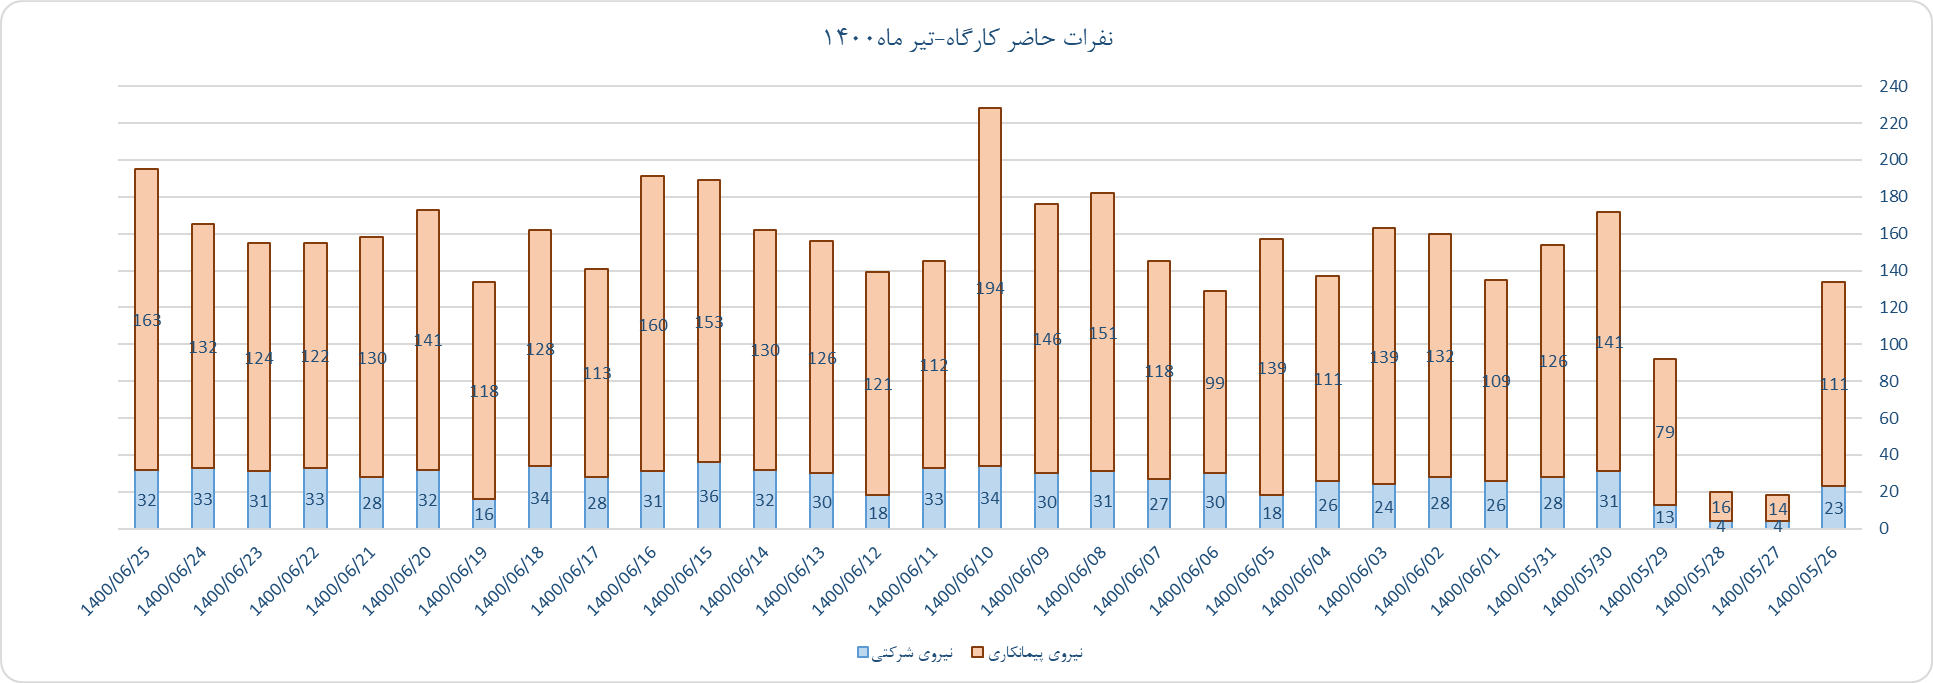 نفرات حاضر کارگاه-تیر ماه۱۴۰۰
240
220
200
180
160
140
120
100
80
60
40
20
0
163 132 124 122 130 141 118 128 113 160 153 130 126 121 112 194 146 151 118 99 139 111 139 132 109 126 141 79 16 14 111
32 33 31 33 28 32 16 34 28 31 36 32 30 18 33 34 30 31 27 30 18 26 24 28 26 28 31 13 4 4 23
1400/06/25 1400/06/24 1400/06/23 1400/06/22 1400/06/21 1400/06/20 1400/06/19 1400/06/18 1400/06/17 1400/06/16 1400/06/15 1400/06/14 1400/06/13 1400/06/12 1400/06/11 1400/06/10 1400/06/09 1400/06/08 1400/06/07 1400/06/06 1400/06/05 1400/06/04 1400/06/03 1400/06/02 1400/06/01 1400/05/31 1400/05/30 1400/05/29 1400/05/28 1400/05/27 1400/05/26
نیروی پیمانکاری نیروی شرکتی